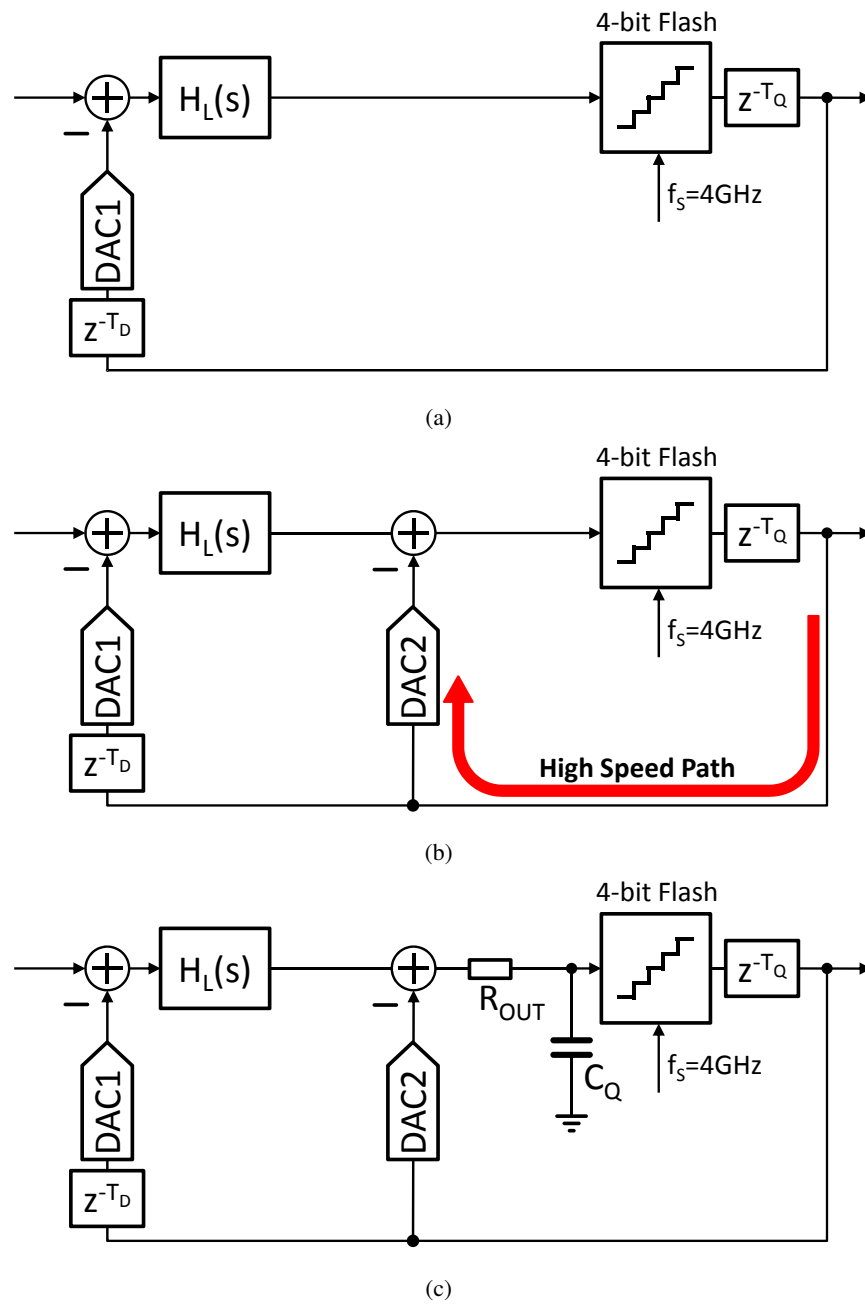 4-bit Flash
H_L(s)
z^-T_Q
f_S=4GHz
DAC1
z^-T_D
(a)
4-bit Flash
H_L(s)
z^-T_Q
f_S=4GHz
DAC1
DAC2
z^-T_D
High Speed Path
(b)
4-bit Flash
H_L(s)
z^-T_Q
R_OUT
C_Q
f_S=4GHz
DAC1
DAC2
z^-T_D
(c)